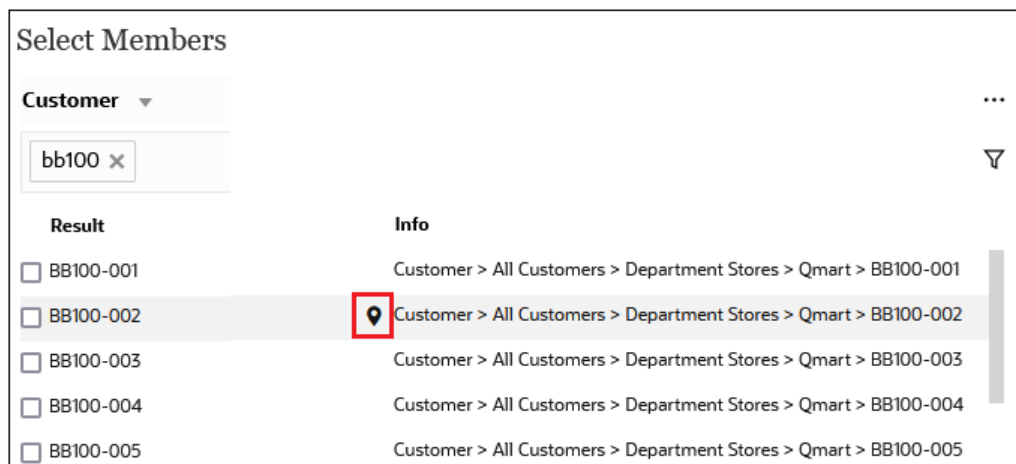 Select Members
Customer
bb100
Result Info
BB100-001 Customer > All Customers > Department Stores > Qmart > BB100-001
BB100-002 Customer > All Customers > Department Stores > Qmart > BB100-002
BB100-003 Customer > All Customers > Department Stores > Qmart > BB100-003
BB100-004 Customer > All Customers > Department Stores > Qmart > BB100-004
BB100-005 Customer > All Customers > Department Stores > Qmart > BB100-005